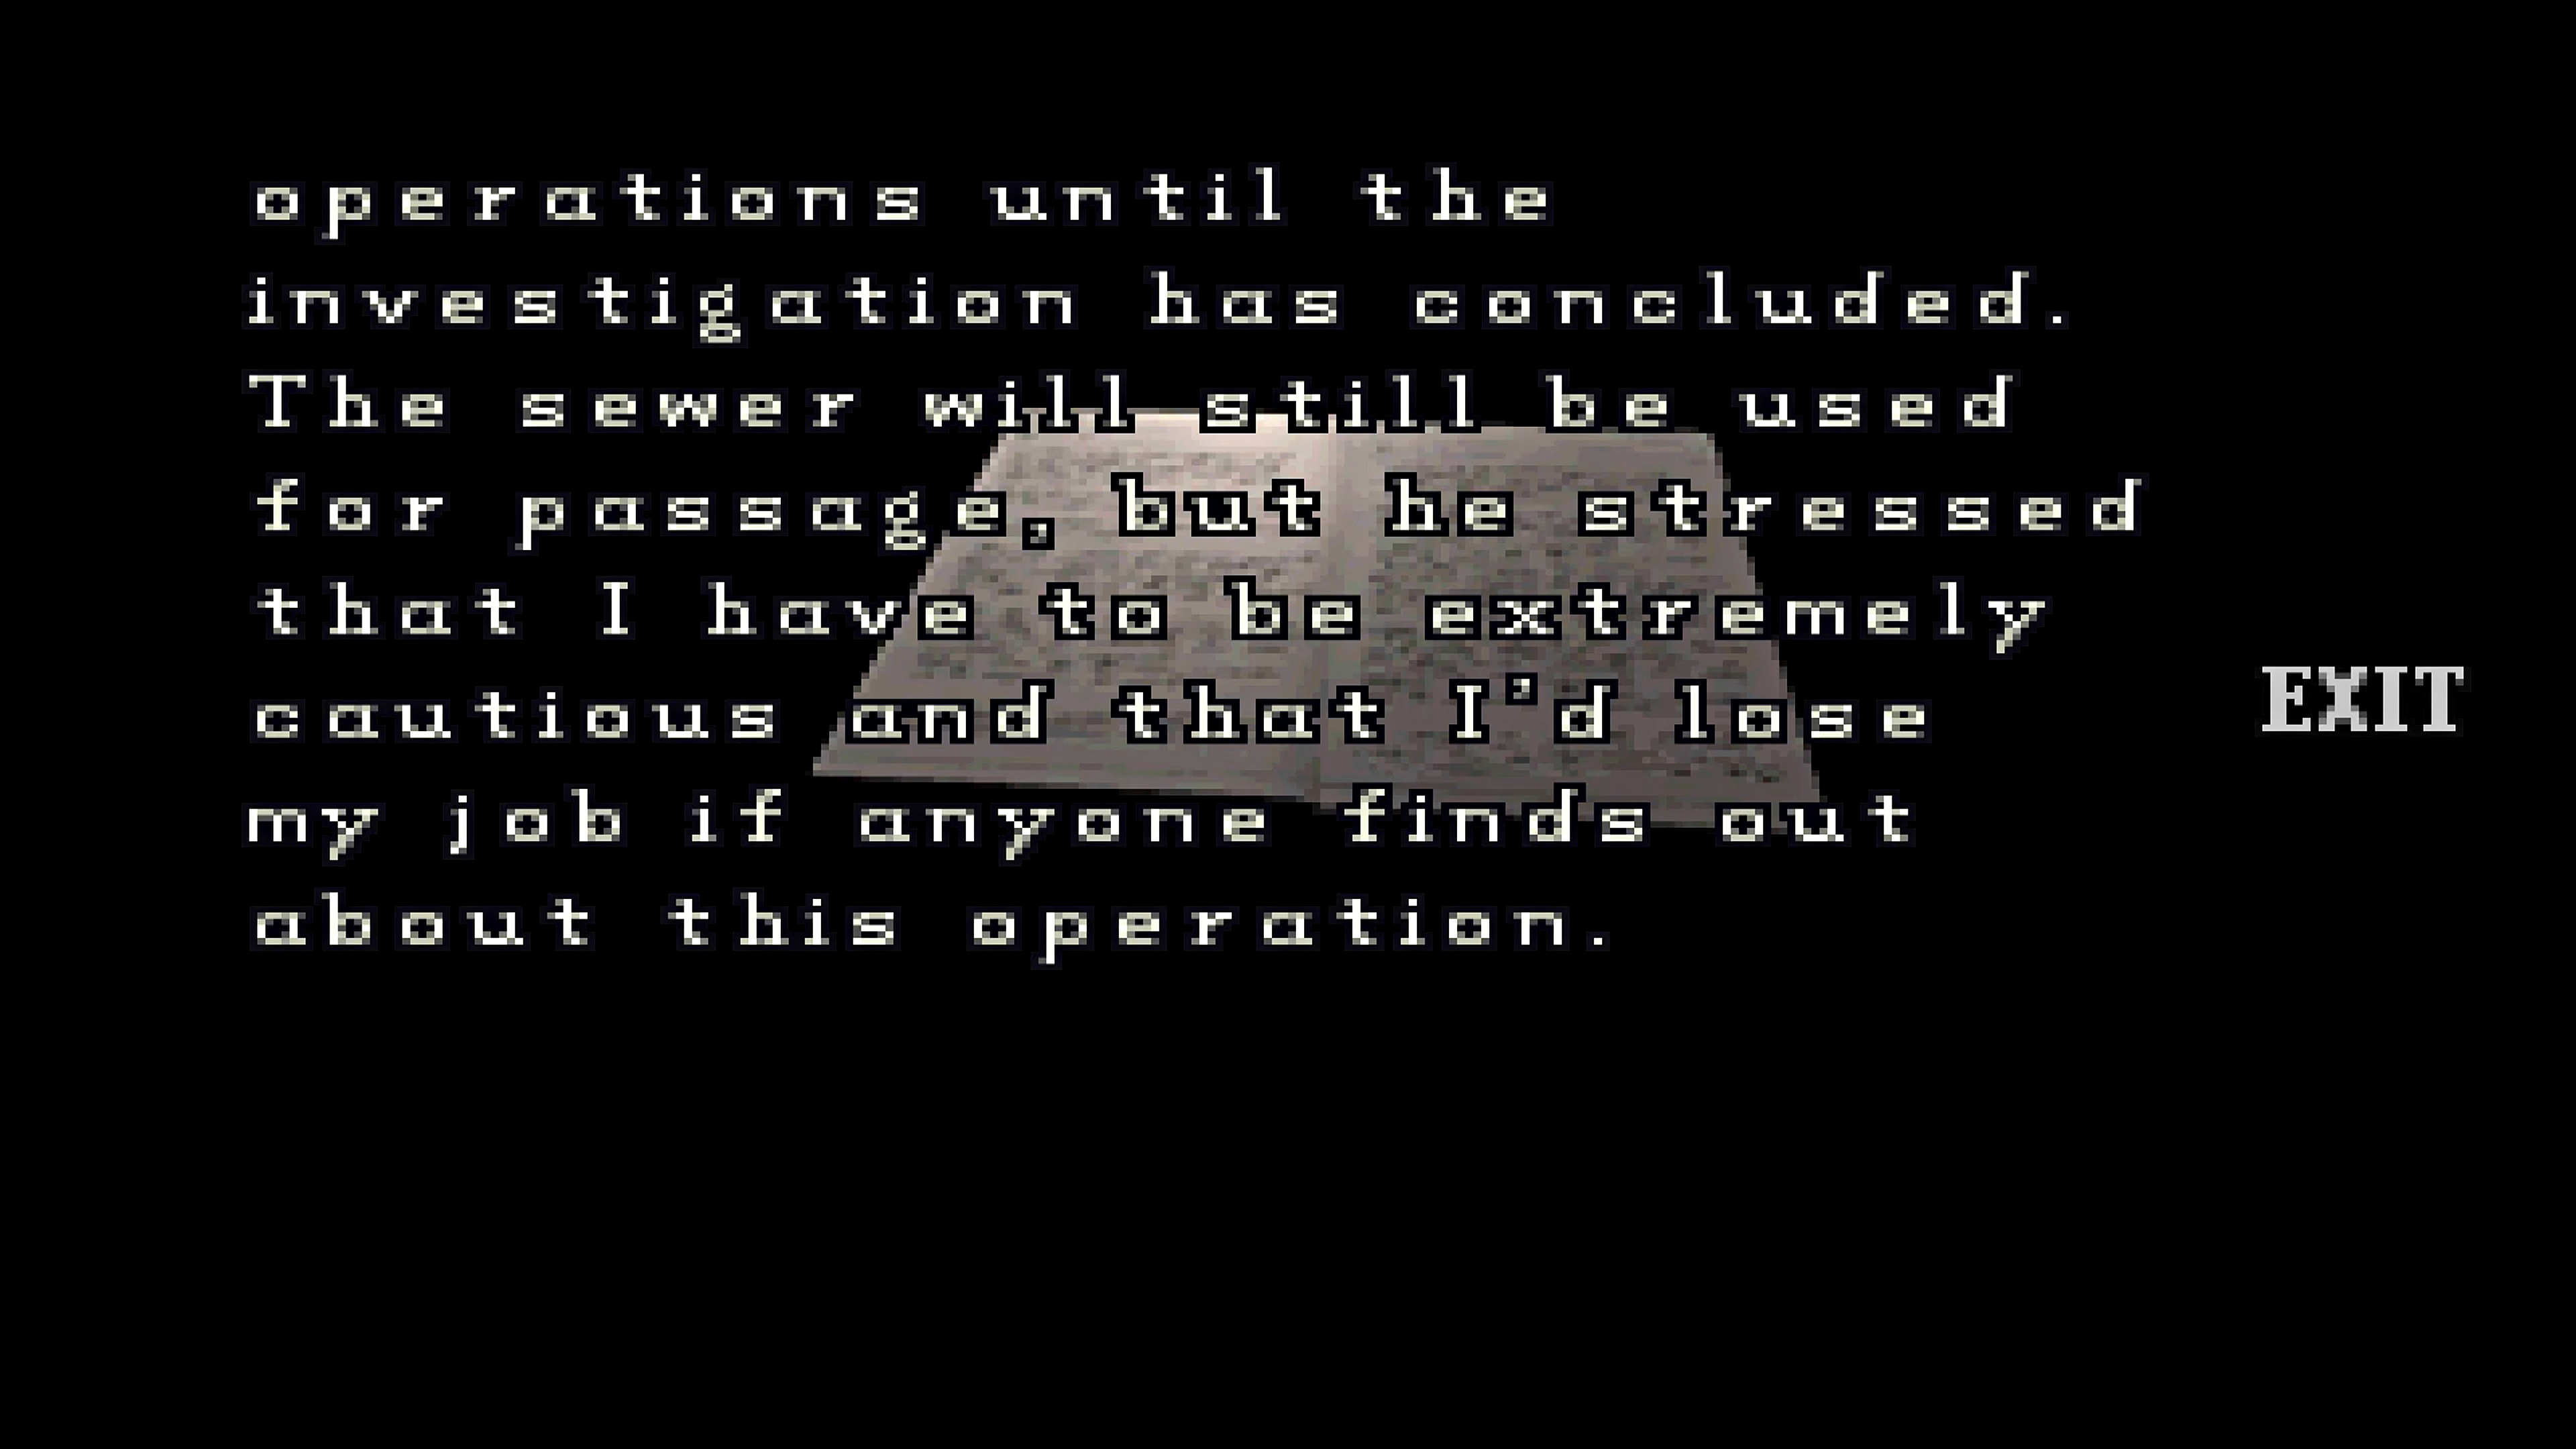 operations until the
investigation has concluded.
The sewer will still be used
for passage, but he stressed
that I have to be extremely
cautious and that I'd lose
EXIT
my job if anyone finds out
about this operation.